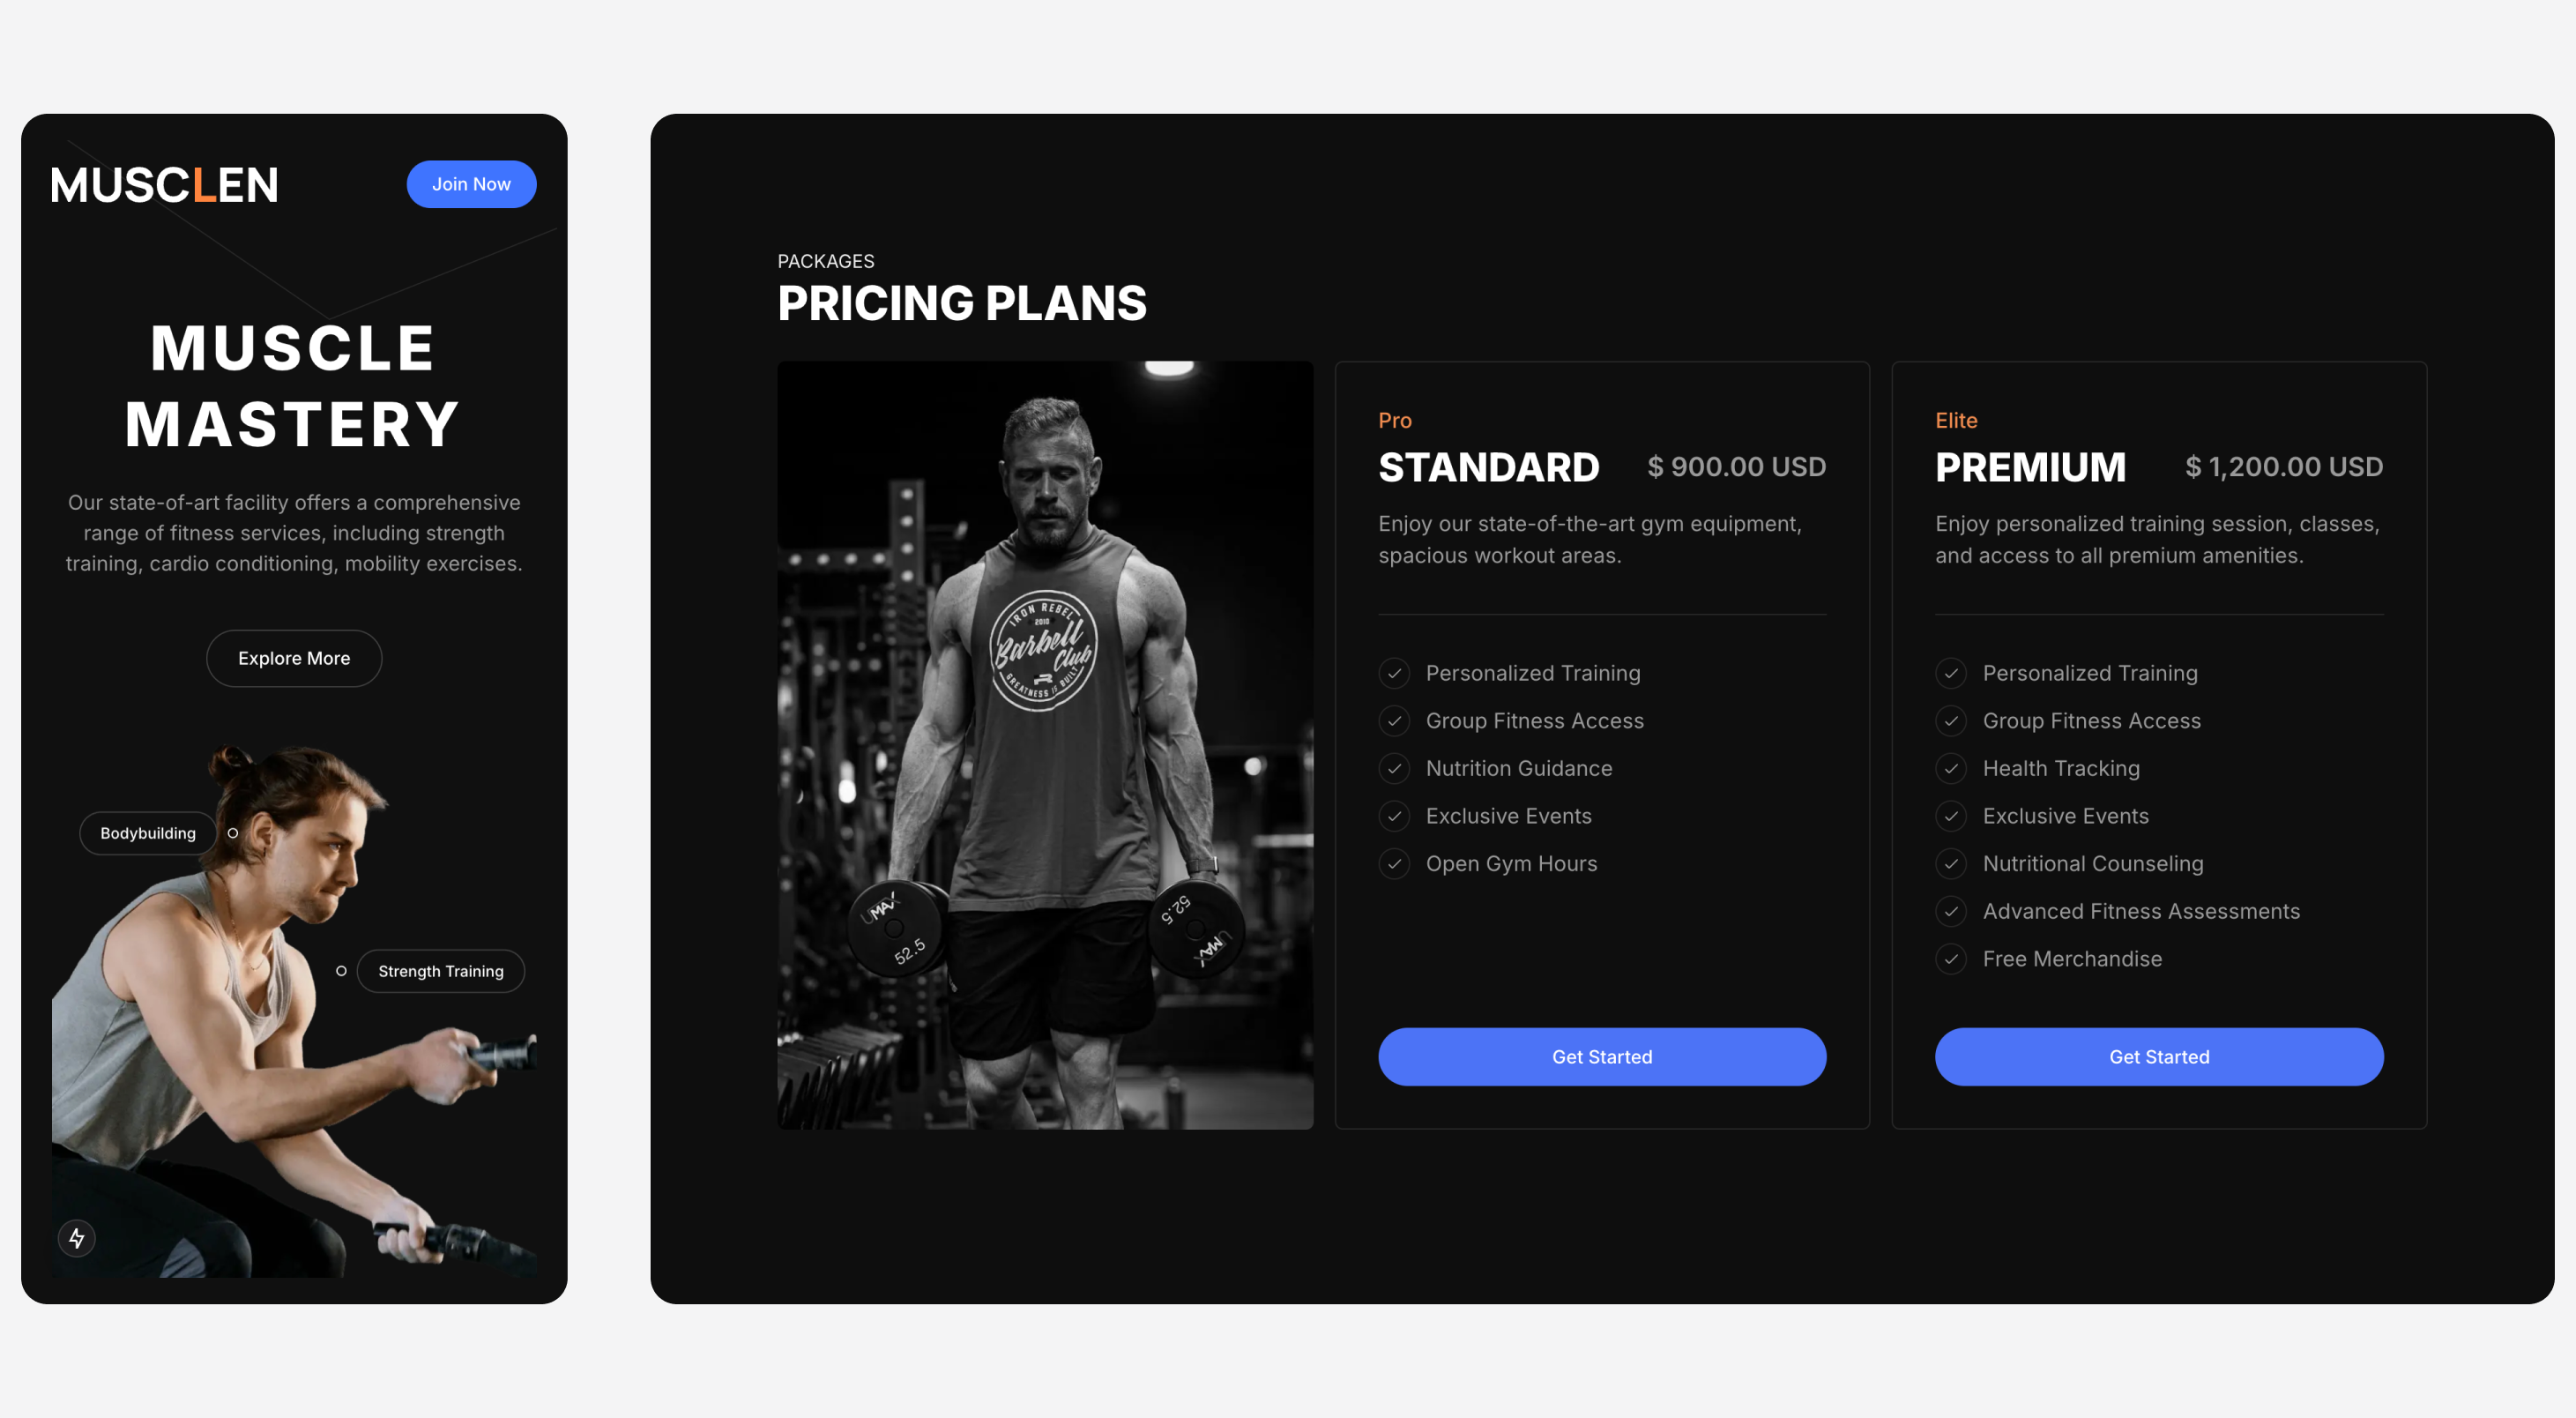 MUSCLEN
Join Now
MUSCLE
MASTERY
Our state-of-art facility offers a comprehensive
range of fitness services, including strength
training, cardio conditioning, mobility exercises.
Explore More
Bodybuilding
Strength Training
PACKAGES
PRICING PLANS
IRON REBEL
2010
Barbell
Club
GREATNESS IS BUILT
UMAX
52.5
52.5
UMAX
Pro
STANDARD $ 900.00 USD
Enjoy our state-of-the-art gym equipment,
spacious workout areas.
Personalized Training
Group Fitness Access
Nutrition Guidance
Exclusive Events
Open Gym Hours
Get Started
Elite
PREMIUM $ 1,200.00 USD
Enjoy personalized training session, classes,
and access to all premium amenities.
Personalized Training
Group Fitness Access
Health Tracking
Exclusive Events
Nutritional Counseling
Advanced Fitness Assessments
Free Merchandise
Get Started